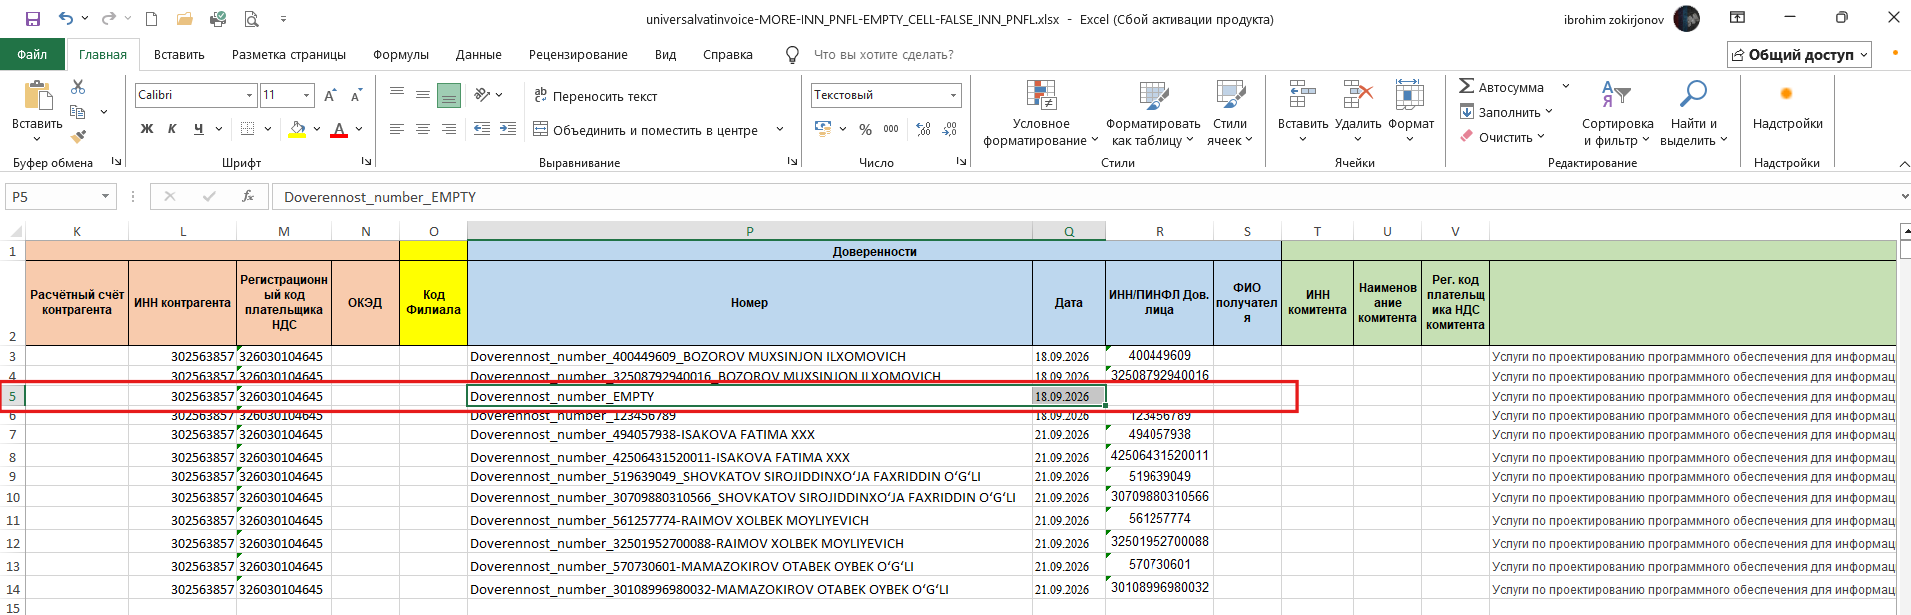 universalvatinvoice-MORE-INN_PNFL-EMPTY_CELL-FALSE_INN_PNFL.xlsx - Excel (Сбой активации продукта)
ibrohim zokirjonov
Файл Главная Вставить Разметка страницы Формулы Данные Рецензирование Вид Справка Что вы хотите сделать? Общий доступ
Вставить
Буфер обмена
Calibri 11
Ж К Ч
Шрифт
Переносить текст
Объединить и поместить в центре
Выравнивание
Текстовый
% 000
Число
Условное форматирование
Форматировать как таблицу
Стили ячеек
Стили
Вставить Удалить Формат
Ячейки
Автосумма
Заполнить
Очистить
Сортировка и фильтр
Найти и выделить
Редактирование
Надстройки
Надстройки
P5 fx Doverennost_number_EMPTY
K L M N O P Q R S T U V
1 Доверенности
2 Расчётный счёт контрагента ИНН контрагента Регистрационный код плательщика НДС ОКЭД Код Филиала Номер Дата ИНН/ПИНФЛ Дов. лица ФИО получателя ИНН комитента Наименование комитента Рег. код плательщика НДС комитента
3 302563857 326030104645 Doverennost_number_400449609_BOZOROV MUXSINJON ILXOMOVICH 18.09.2026 400449609 Услуги по проектированию программного обеспечения для информац
4 302563857 326030104645 Doverennost_number_32508792940016_BOZOROV MUXSINJON ILXOMOVICH 18.09.2026 32508792940016 Услуги по проектированию программного обеспечения для информац
5 302563857 326030104645 Doverennost_number_EMPTY 18.09.2026 Услуги по проектированию программного обеспечения для информац
6 302563857 326030104645 Doverennost_number_123456789 18.09.2026 123456789 Услуги по проектированию программного обеспечения для информац
7 302563857 326030104645 Doverennost_number_494057938-ISAKOVA FATIMA XXX 21.09.2026 494057938 Услуги по проектированию программного обеспечения для информац
8 302563857 326030104645 Doverennost_number_42506431520011-ISAKOVA FATIMA XXX 21.09.2026 42506431520011 Услуги по проектированию программного обеспечения для информац
9 302563857 326030104645 Doverennost_number_519639049_SHOVKATOV SIROJIDDINXO‘JA FAXRIDDIN O‘G‘LI 21.09.2026 519639049 Услуги по проектированию программного обеспечения для информац
10 302563857 326030104645 Doverennost_number_30709880310566_SHOVKATOV SIROJIDDINXO‘JA FAXRIDDIN O‘G‘LI 21.09.2026 30709880310566 Услуги по проектированию программного обеспечения для информац
11 302563857 326030104645 Doverennost_number_561257774-RAIMOV XOLBEK MOYLIYEVICH 21.09.2026 561257774 Услуги по проектированию программного обеспечения для информац
12 302563857 326030104645 Doverennost_number_32501952700088-RAIMOV XOLBEK MOYLIYEVICH 21.09.2026 32501952700088 Услуги по проектированию программного обеспечения для информац
13 302563857 326030104645 Doverennost_number_570730601-MAMAZOKIROV OTABEK OYBEK O‘G‘LI 21.09.2026 570730601 Услуги по проектированию программного обеспечения для информац
14 302563857 326030104645 Doverennost_number_30108996980032-MAMAZOKIROV OTABEK OYBEK O‘G‘LI 21.09.2026 30108996980032 Услуги по проектированию программного обеспечения для информац
15